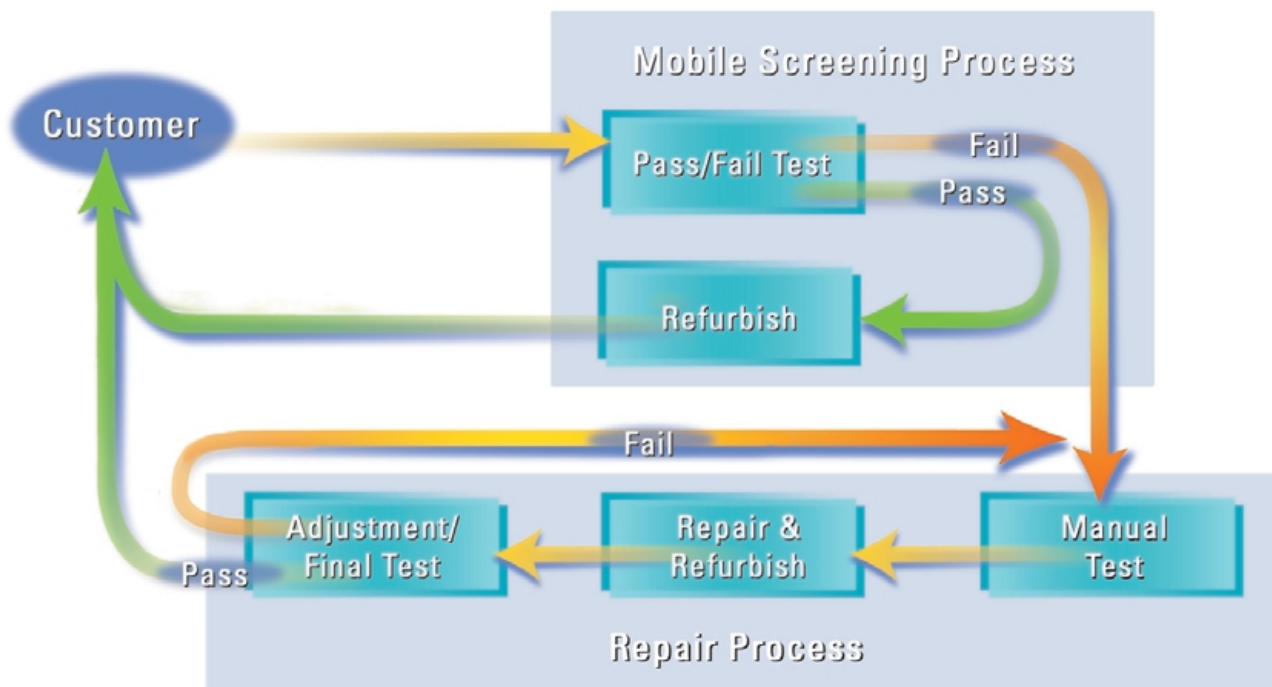 Mobile Screening Process
Customer
Pass/Fail Test
Fail
Pass
Refurbish
Fail
Adjustment/
Final Test
Repair &
Refurbish
Manual
Test
Pass
Repair Process